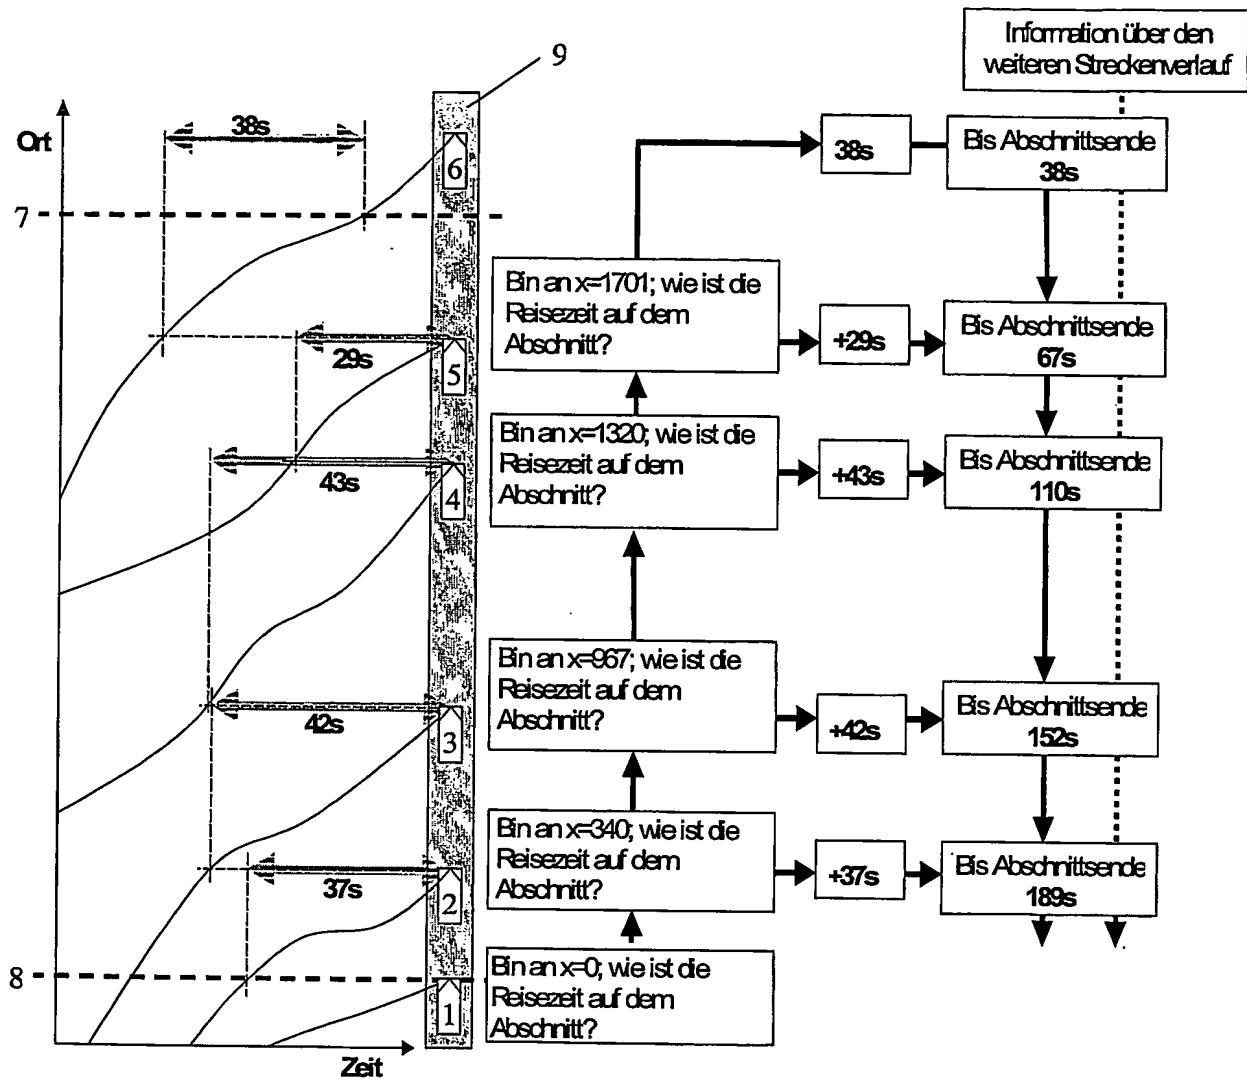 Information über den
weiteren Streckenverlauf
9
Ort
38s
6
7
38s
Bis Abschnittsende
38s
Bin an x=1701; wie ist die
Reisezeit auf dem
Abschnitt?
+29s
Bis Abschnittsende
67s
29s
5
Bin an x=1320; wie ist die
Reisezeit auf dem
Abschnitt?
+43s
Bis Abschnittsende
110s
43s
4
Bin an x=967; wie ist die
Reisezeit auf dem
Abschnitt?
+42s
Bis Abschnittsende
152s
42s
3
Bin an x=340; wie ist die
Reisezeit auf dem
Abschnitt?
+37s
Bis Abschnittsende
189s
37s
2
8
Bin an x=0; wie ist die
Reisezeit auf dem
Abschnitt?
1
Zeit